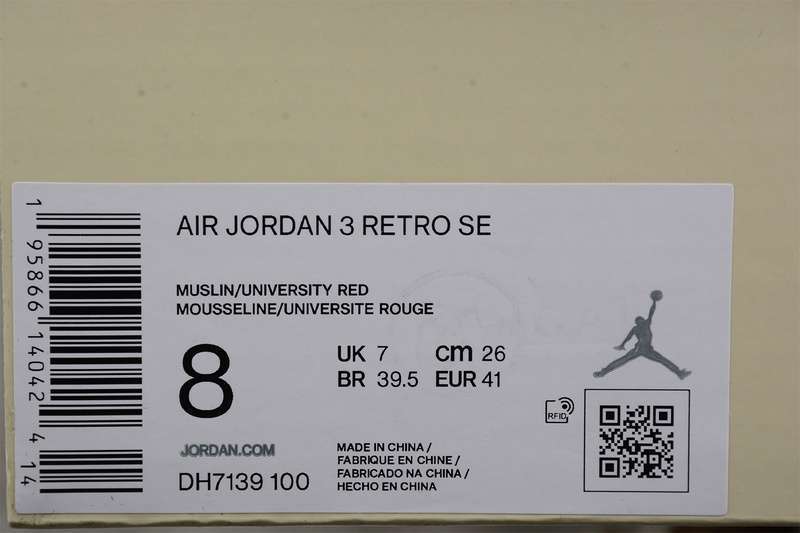 AIR JORDAN 3 RETRO SE
MUSLIN/UNIVERSITY RED
MOUSSELINE/UNIVERSITE ROUGE
8
UK 7 cm 26
BR 39.5 EUR 41
JORDAN.COM
DH7139 100
MADE IN CHINA /
FABRIQUE EN CHINE /
FABRICADO NA CHINA /
HECHO EN CHINA
RFID
1 95866 14042 4 14